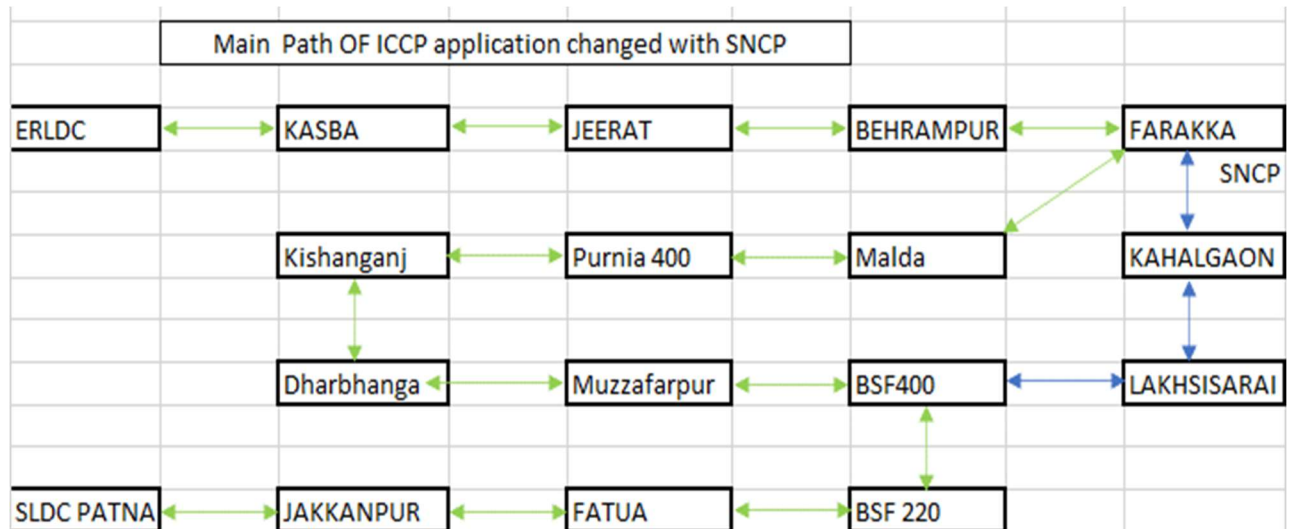 Main Path OF ICCP application changed with SNCP
ERLDC KASBA JEERAT BEHRAMPUR FARAKKA
SNCP
Kishanganj Purnia 400 Malda KAHALGAON
Dharbhanga Muzzafarpur BSF400 LAKHSISARAI
SLDC PATNA JAKKANPUR FATUA BSF 220